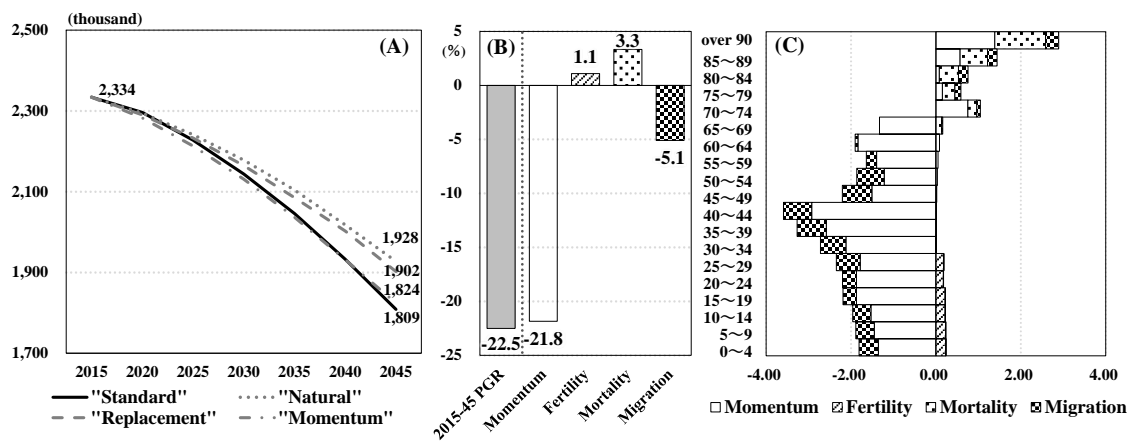 (thousand)
2,500
2,300
2,100
1,900
1,700
(A)
2,334
1,928
1,902
1,824
1,809
2015 2020 2025 2030 2035 2040 2045
"Standard" "Natural"
"Replacement" "Momentum"
5
(%)
0
-5
-10
-15
-20
-25
(B)
1.1
3.3
-5.1
-22.5
-21.8
2015-45 PGR
Momentum
Fertility
Mortality
Migration
(C)
over 90
85～89
80～84
75～79
70～74
65～69
60～64
55～59
50～54
45～49
40～44
35～39
30～34
25～29
20～24
15～19
10～14
5～9
0～4
-4.00 -2.00 0.00 2.00 4.00
Momentum Fertility Mortality Migration